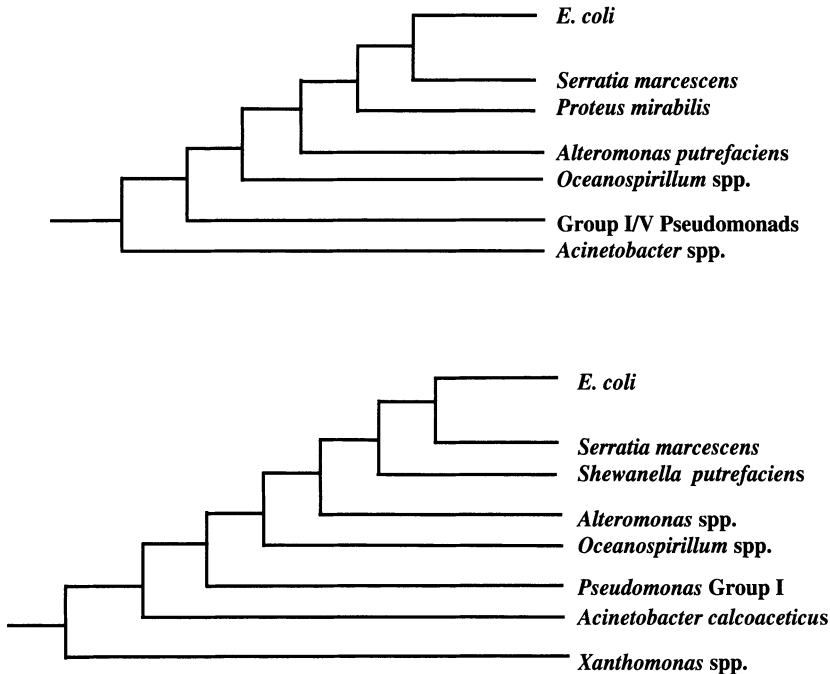 E. coli
Serratia marcescens
Proteus mirabilis
Alteromonas putrefaciens
Oceanospirillum spp.
Group I/V Pseudomonads
Acinetobacter spp.
E. coli
Serratia marcescens
Shewanella putrefaciens
Alteromonas spp.
Oceanospirillum spp.
Pseudomonas Group I
Acinetobacter calcoaceticus
Xanthomonas spp.